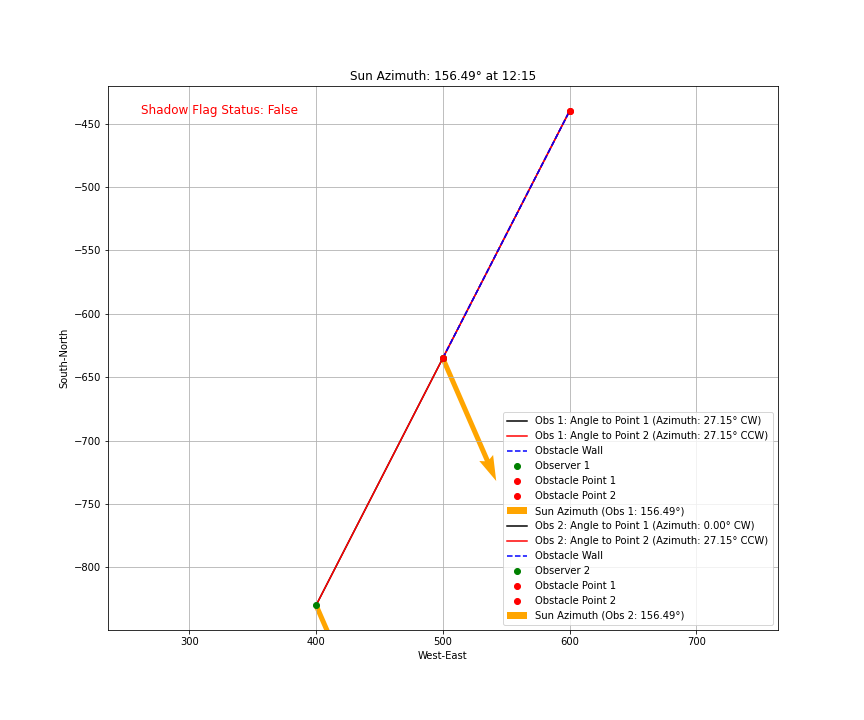 Sun Azimuth: 156.49° at 12:15
Shadow Flag Status: False
−450
−500
−550
−600
−650
−700
−750
−800
South-North
Obs 1: Angle to Point 1 (Azimuth: 27.15° CW)
Obs 1: Angle to Point 2 (Azimuth: 27.15° CCW)
Obstacle Wall
Observer 1
Obstacle Point 1
Obstacle Point 2
Sun Azimuth (Obs 1: 156.49°)
Obs 2: Angle to Point 1 (Azimuth: 0.00° CW)
Obs 2: Angle to Point 2 (Azimuth: 27.15° CCW)
Obstacle Wall
Observer 2
Obstacle Point 1
Obstacle Point 2
Sun Azimuth (Obs 2: 156.49°)
300 400 500 600 700
West-East